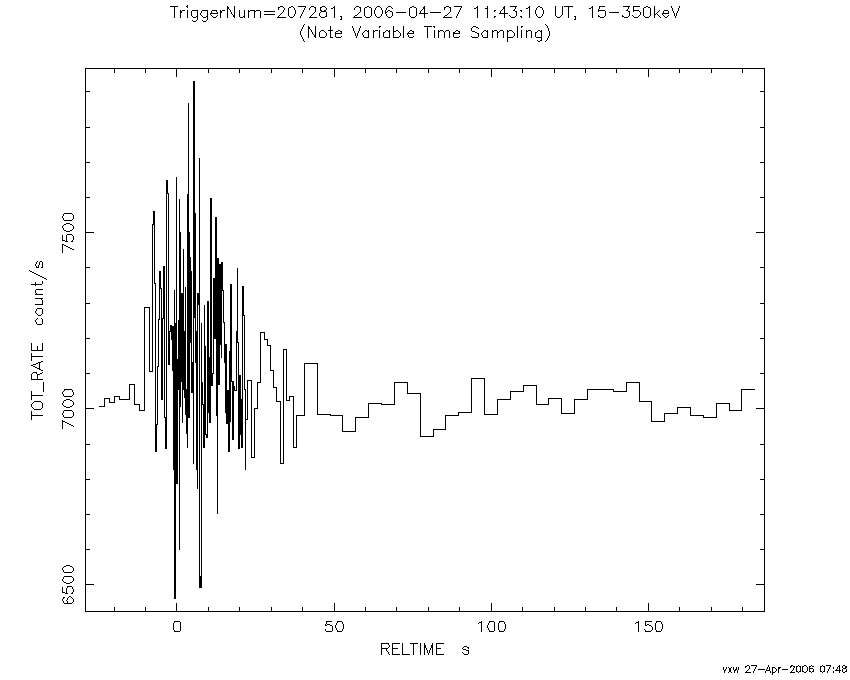 TriggerNum=207281, 2006-04-27 11:43:10 UT, 15-350keV
(Note Variable Time Sampling)
TOT_RATE count/s
7500
7000
6500
0 50 100 150
RELTIME s
vxw 27-Apr-2006 07:48